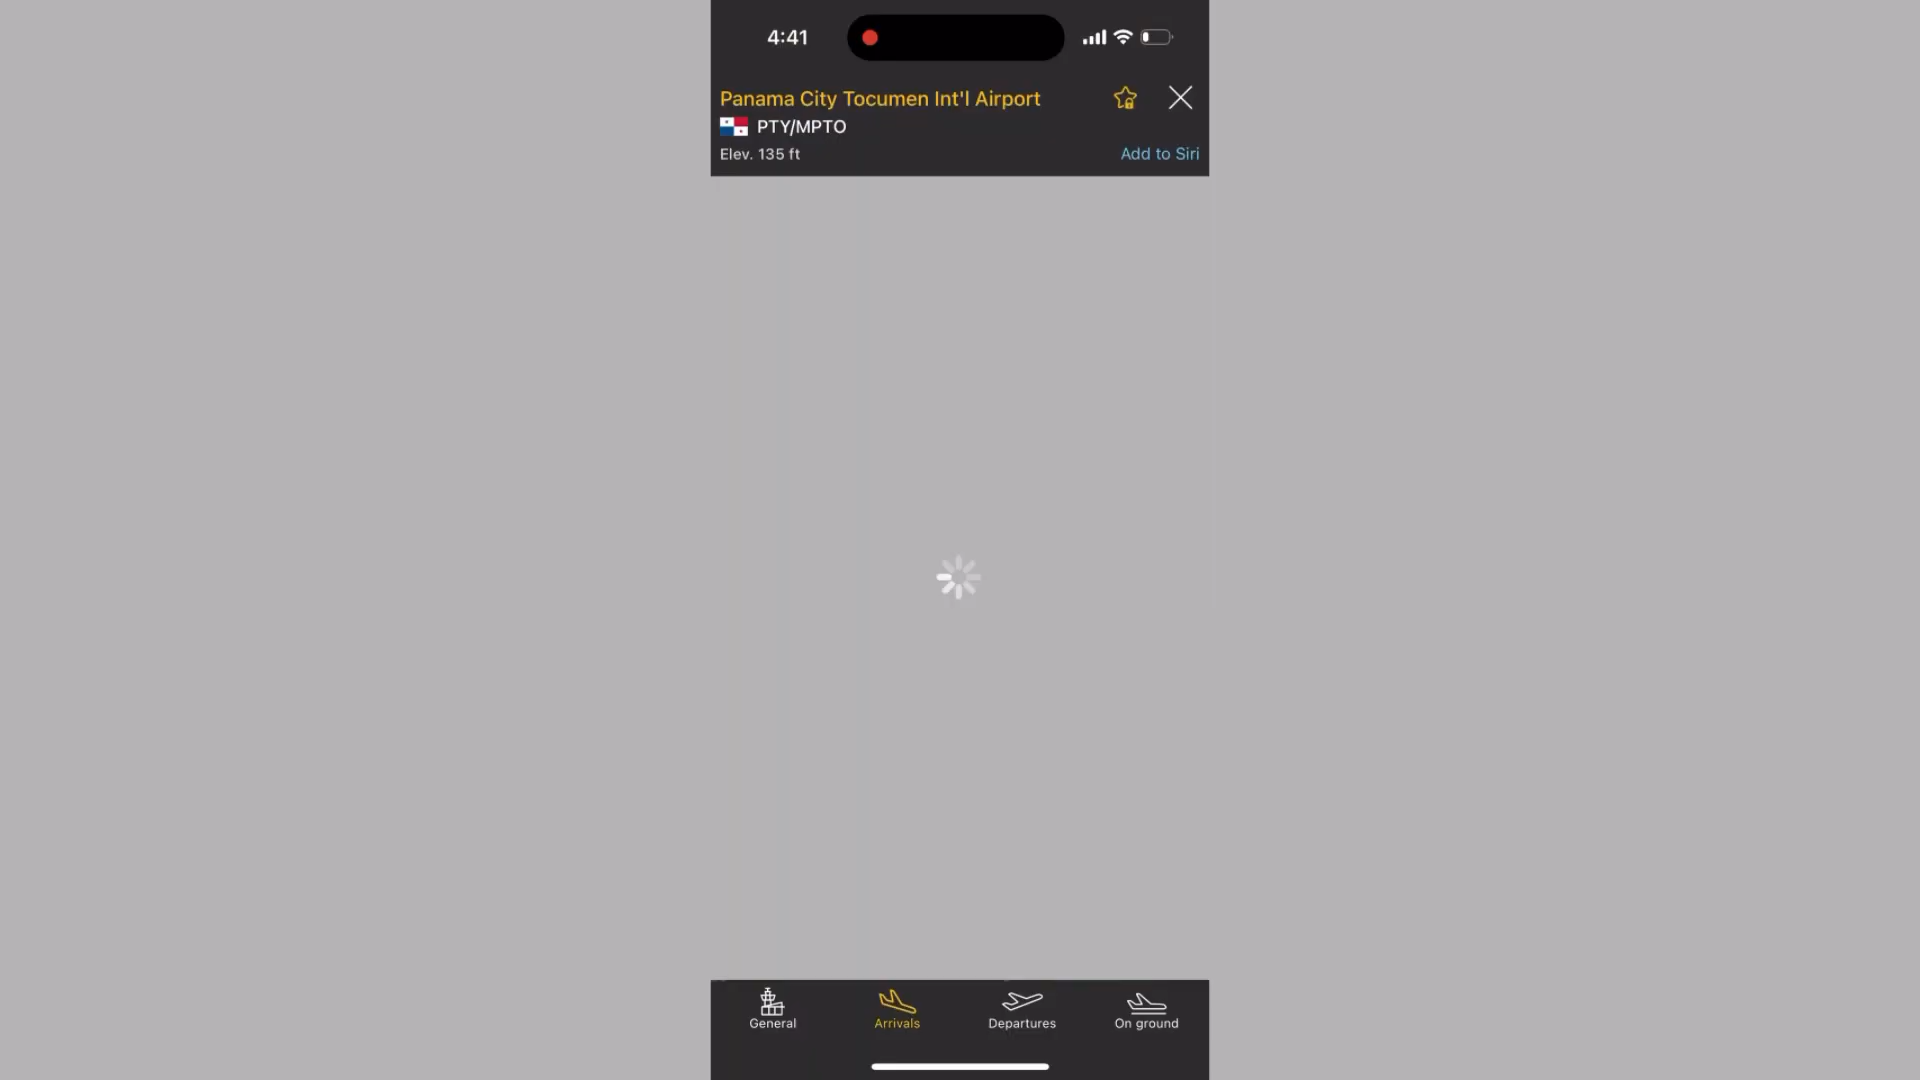 4:41
Panama City Tocumen Int'l Airport
PTY/MPTO
Elev. 135 ft
Add to Siri
General
Arrivals
Departures
On ground